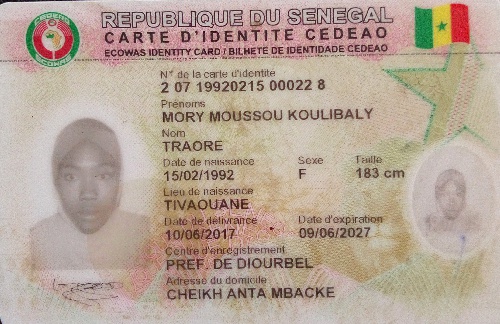 REPUBLIQUE DU SENEGAL
CARTE D'IDENTITE CEDEAO
ECOWAS IDENTITY CARD / BILHETE DE IDENTIDADE CEDEAO
N° de la carte d'identite
2 07 19920215 00022 8
Prénoms
MORY MOUSSOU KOULIBALY
Nom
TRAORE
Date de naissance Sexe Taille
15/02/1992 F 183 cm
Lieu de naissance
TIVAOUANE
Date de délivrance Date d'expiration
10/06/2017 09/06/2027
Centre d'enregistrement
PREF. DE DIOURBEL
Adresse du domicile
CHEIKH ANTA MBACKE